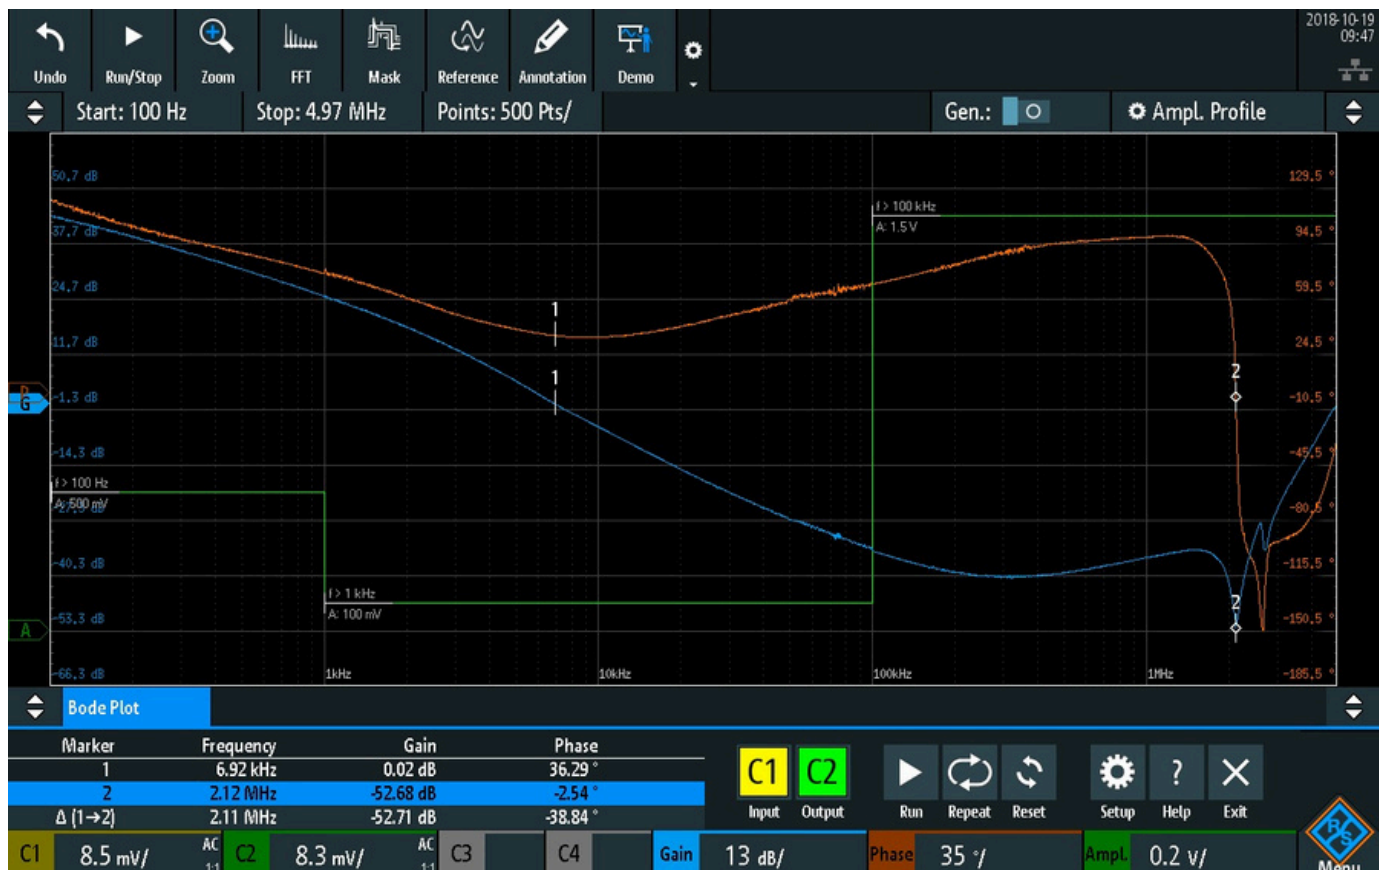 2018-10-19
09:47
Undo
Run/Stop
Zoom
FFT
Mask
Reference
Annotation
Demo
Start: 100 Hz
Stop: 4.97 MHz
Points: 500 Pts/
Gen.:
Ampl. Profile
50.7 dB
129.5 °
f > 100 kHz
A: 1.5 V
37.7 dB
94.5 °
24.7 dB
59.5 °
1
11.7 dB
24.5 °
1
2
G
-1.3 dB
-10.5 °
-14.3 dB
-45.5 °
f > 100 Hz
A: 500 mV
-80.5 °
-40.3 dB
-115.5 °
f > 1 kHz
A: 100 mV
2
A
-53.3 dB
-150.5 °
-66.3 dB
1kHz
10kHz
100kHz
1MHz
-185.5 °
Bode Plot
Marker Frequency Gain Phase
1 6.92 kHz 0.02 dB 36.29 °
2 2.12 MHz -52.68 dB -2.54 °
Δ (1→2) 2.11 MHz -52.71 dB -38.84 °
C1
C2
Input
Output
Run
Repeat
Reset
Setup
?
Help
Exit
C1 8.5 mV/ AC 1:1
C2 8.3 mV/ AC 1:1
C3
C4
Gain 13 dB/
Phase 35 °/
Ampl. 0.2 V/
R S
Menu